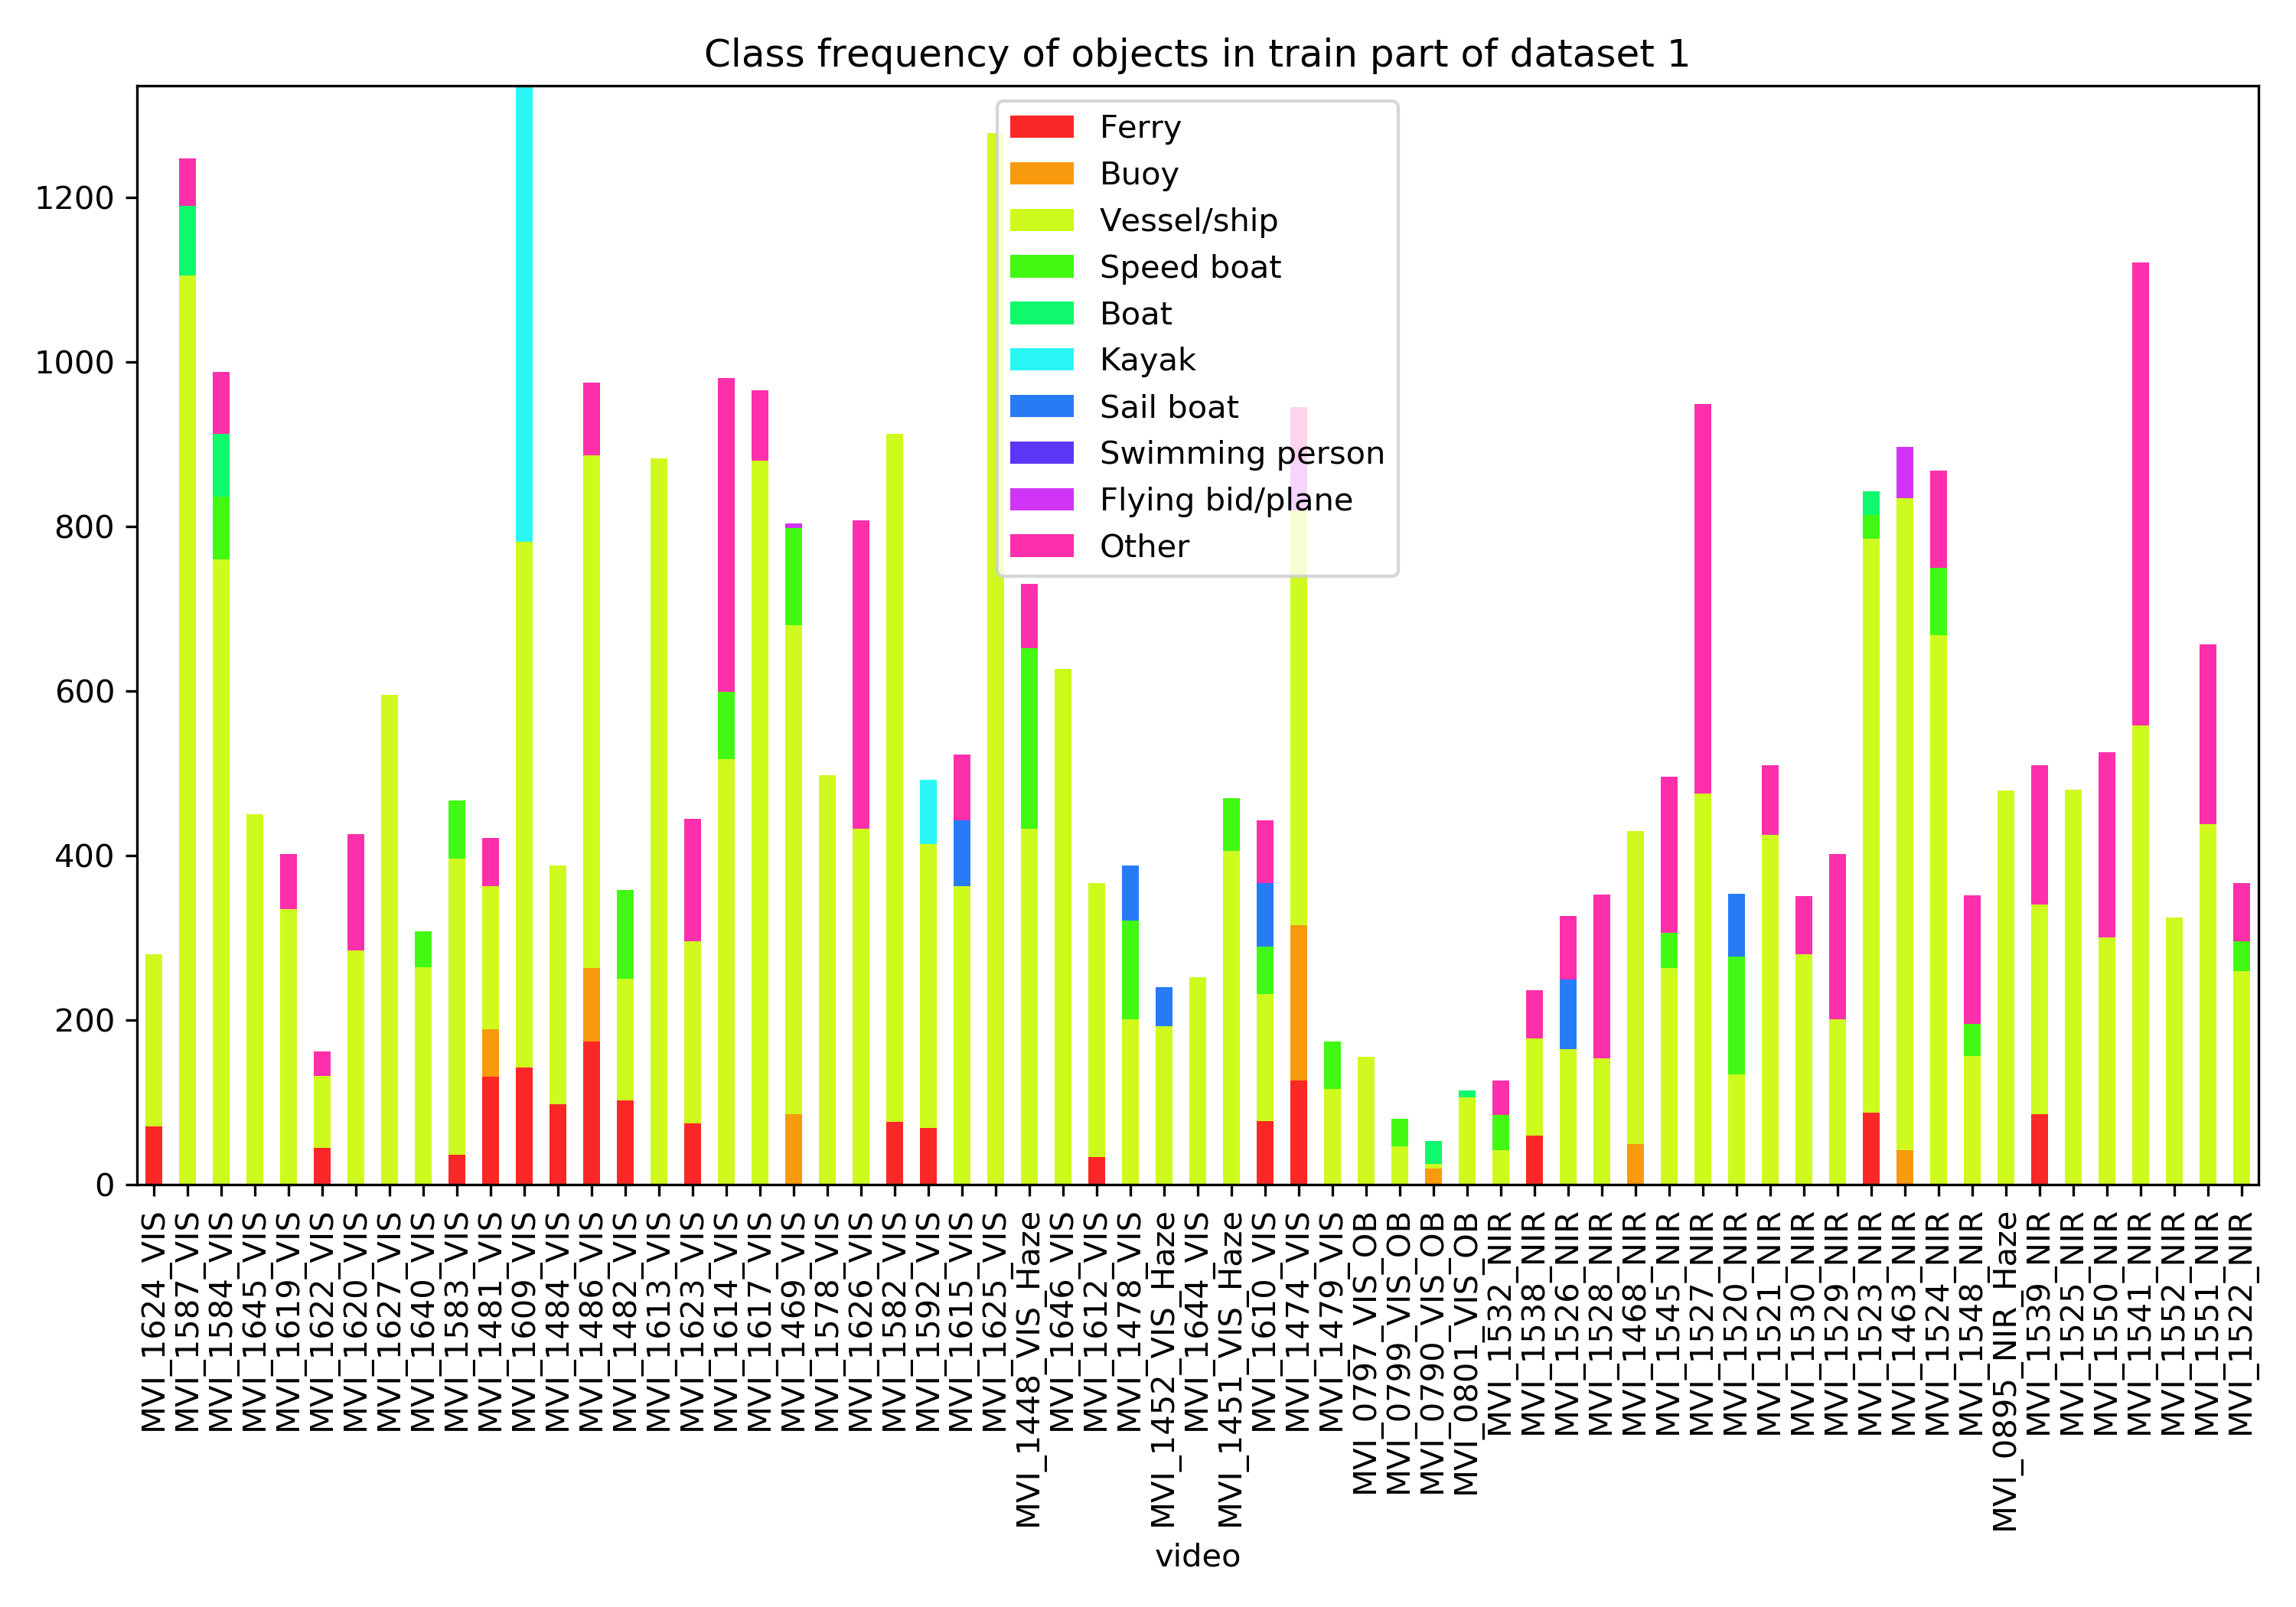 Class frequency of objects in train part of dataset 1
1200
1000
800
600
400
200
0
Ferry
Buoy
Vessel/ship
Speed boat
Boat
Kayak
Sail boat
Swimming person
Flying bid/plane
Other
MVI_1624_VIS
MVI_1587_VIS
MVI_1584_VIS
MVI_1645_VIS
MVI_1619_VIS
MVI_1622_VIS
MVI_1620_VIS
MVI_1627_VIS
MVI_1640_VIS
MVI_1583_VIS
MVI_1481_VIS
MVI_1609_VIS
MVI_1484_VIS
MVI_1486_VIS
MVI_1482_VIS
MVI_1613_VIS
MVI_1623_VIS
MVI_1614_VIS
MVI_1617_VIS
MVI_1469_VIS
MVI_1578_VIS
MVI_1626_VIS
MVI_1582_VIS
MVI_1592_VIS
MVI_1615_VIS
MVI_1625_VIS
MVI_1448_VIS_Haze
MVI_1646_VIS
MVI_1612_VIS
MVI_1478_VIS
MVI_1452_VIS_Haze
MVI_1644_VIS
MVI_1451_VIS_Haze
MVI_1610_VIS
MVI_1474_VIS
MVI_1479_VIS
MVI_0797_VIS_OB
MVI_0799_VIS_OB
MVI_0790_VIS_OB
MVI_0801_VIS_OB
MVI_1532_NIR
MVI_1538_NIR
MVI_1526_NIR
MVI_1528_NIR
MVI_1468_NIR
MVI_1545_NIR
MVI_1527_NIR
MVI_1520_NIR
MVI_1521_NIR
MVI_1530_NIR
MVI_1529_NIR
MVI_1523_NIR
MVI_1463_NIR
MVI_1524_NIR
MVI_1548_NIR
MVI_0895_NIR_Haze
MVI_1539_NIR
MVI_1525_NIR
MVI_1550_NIR
MVI_1541_NIR
MVI_1552_NIR
MVI_1551_NIR
MVI_1522_NIR
video